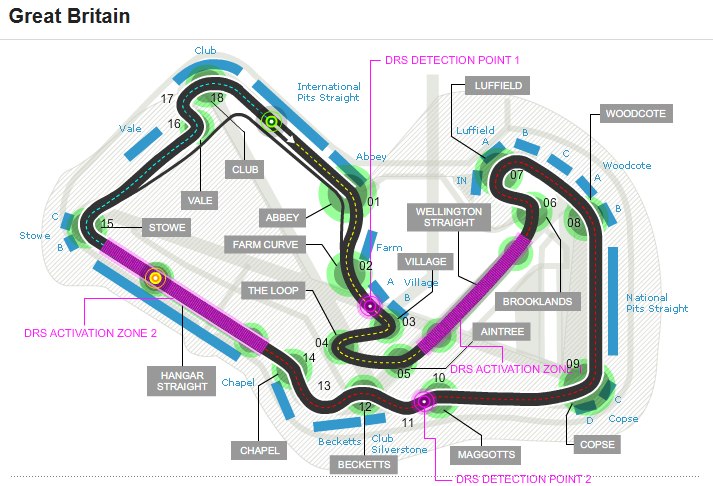 Great Britain
Club
DRS DETECTION POINT 1
LUFFIELD
International
Pits Straight
17
18
WOODCOTE
16
Vale
Luffield
A
B
C
A
B
Woodcote
Abbey
CLUB
IN
07
VALE
01
06
08
ABBEY
WELLINGTON
STRAIGHT
C
Stowe
B
15
STOWE
FARM CURVE
Farm
02
VILLAGE
THE LOOP
A
Village
B
BROOKLANDS
National
Pits Straight
03
AINTREE
DRS ACTIVATION ZONE 2
04
14
05
DRS ACTIVATION ZONE
09
HANGAR
STRAIGHT
Chapel
13
10
C
12
11
D
Copse
Becketts
Club
Silverstone
COPSE
CHAPEL
BECKETTS
MAGGOTTS
DRS DETECTION POINT 2